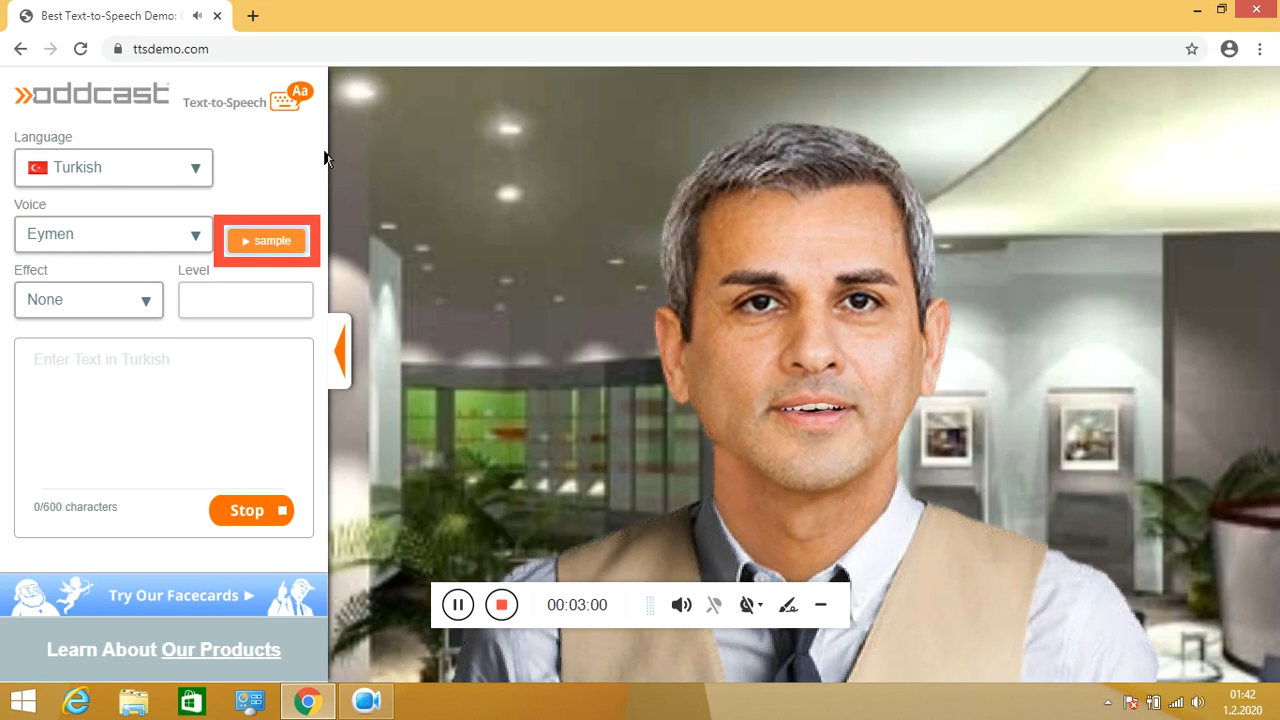 Best Text-to-Speech Demo:
ttsdemo.com
oddcast
Text-to-Speech Aa
Language
Turkish
Voice
Eymen
sample
Effect Level
None
Enter Text in Turkish
0/600 characters
Stop
Try Our Facecards
Learn About Our Products
00:03:00
01:42
1.2.2020